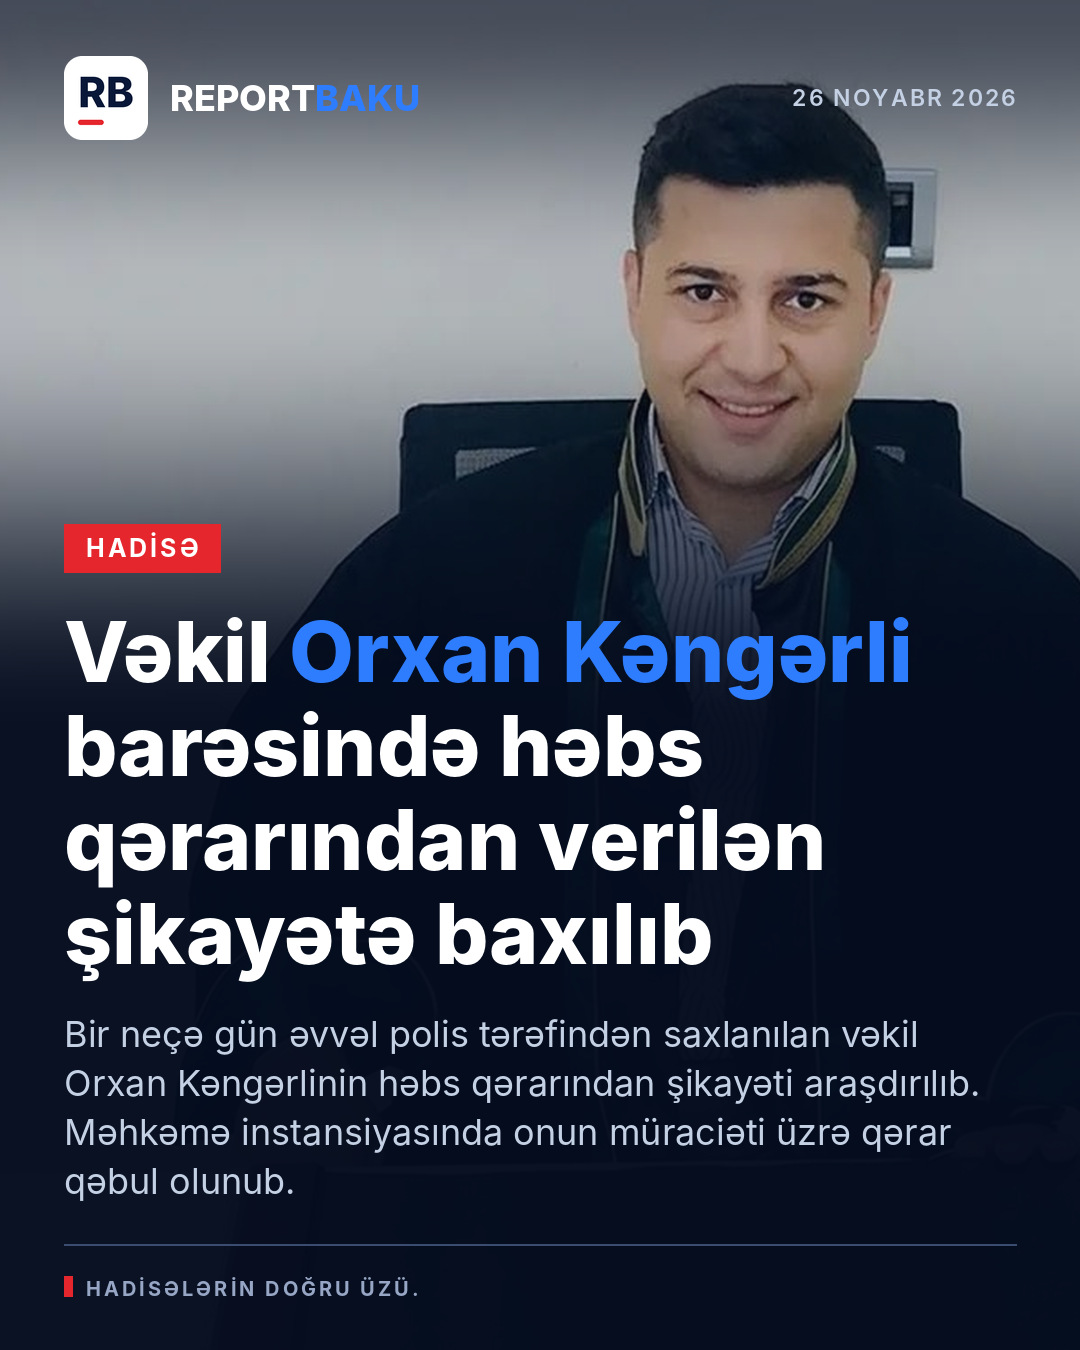 RB
REPORTBAKU
26 NOYABR 2026
HADİSƏ
Vəkil Orxan Kəngərli
barəsində həbs
qərarından verilən
şikayətə baxılıb
Bir neçə gün əvvəl polis tərəfindən saxlanılan vəkil
Orxan Kəngərlinin həbs qərarından şikayəti araşdırılıb.
Məhkəmə instansiyasında onun müraciəti üzrə qərar
qəbul olunub.
HADİSƏLƏRİN DOĞRU ÜZÜ.